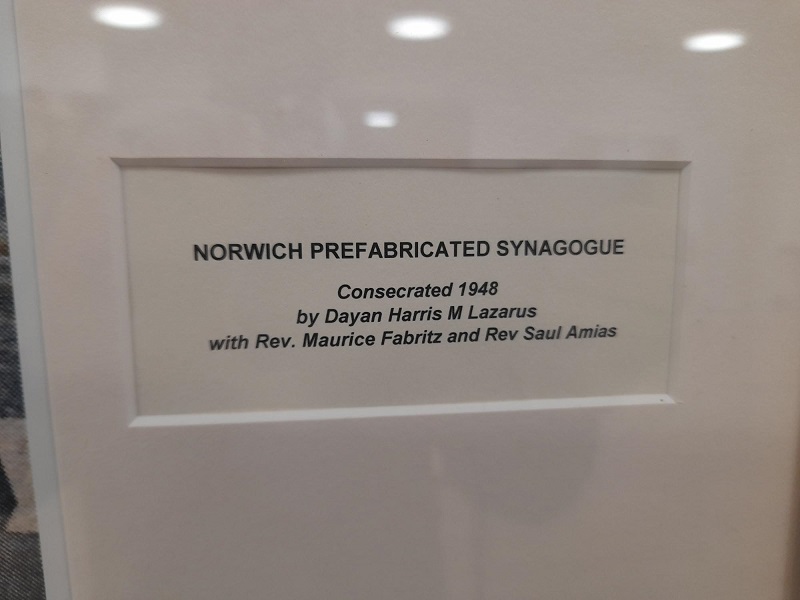 NORWICH PREFABRICATED SYNAGOGUE
Consecrated 1948
by Dayan Harris M Lazarus
with Rev. Maurice Fabritz and Rev Saul Amias